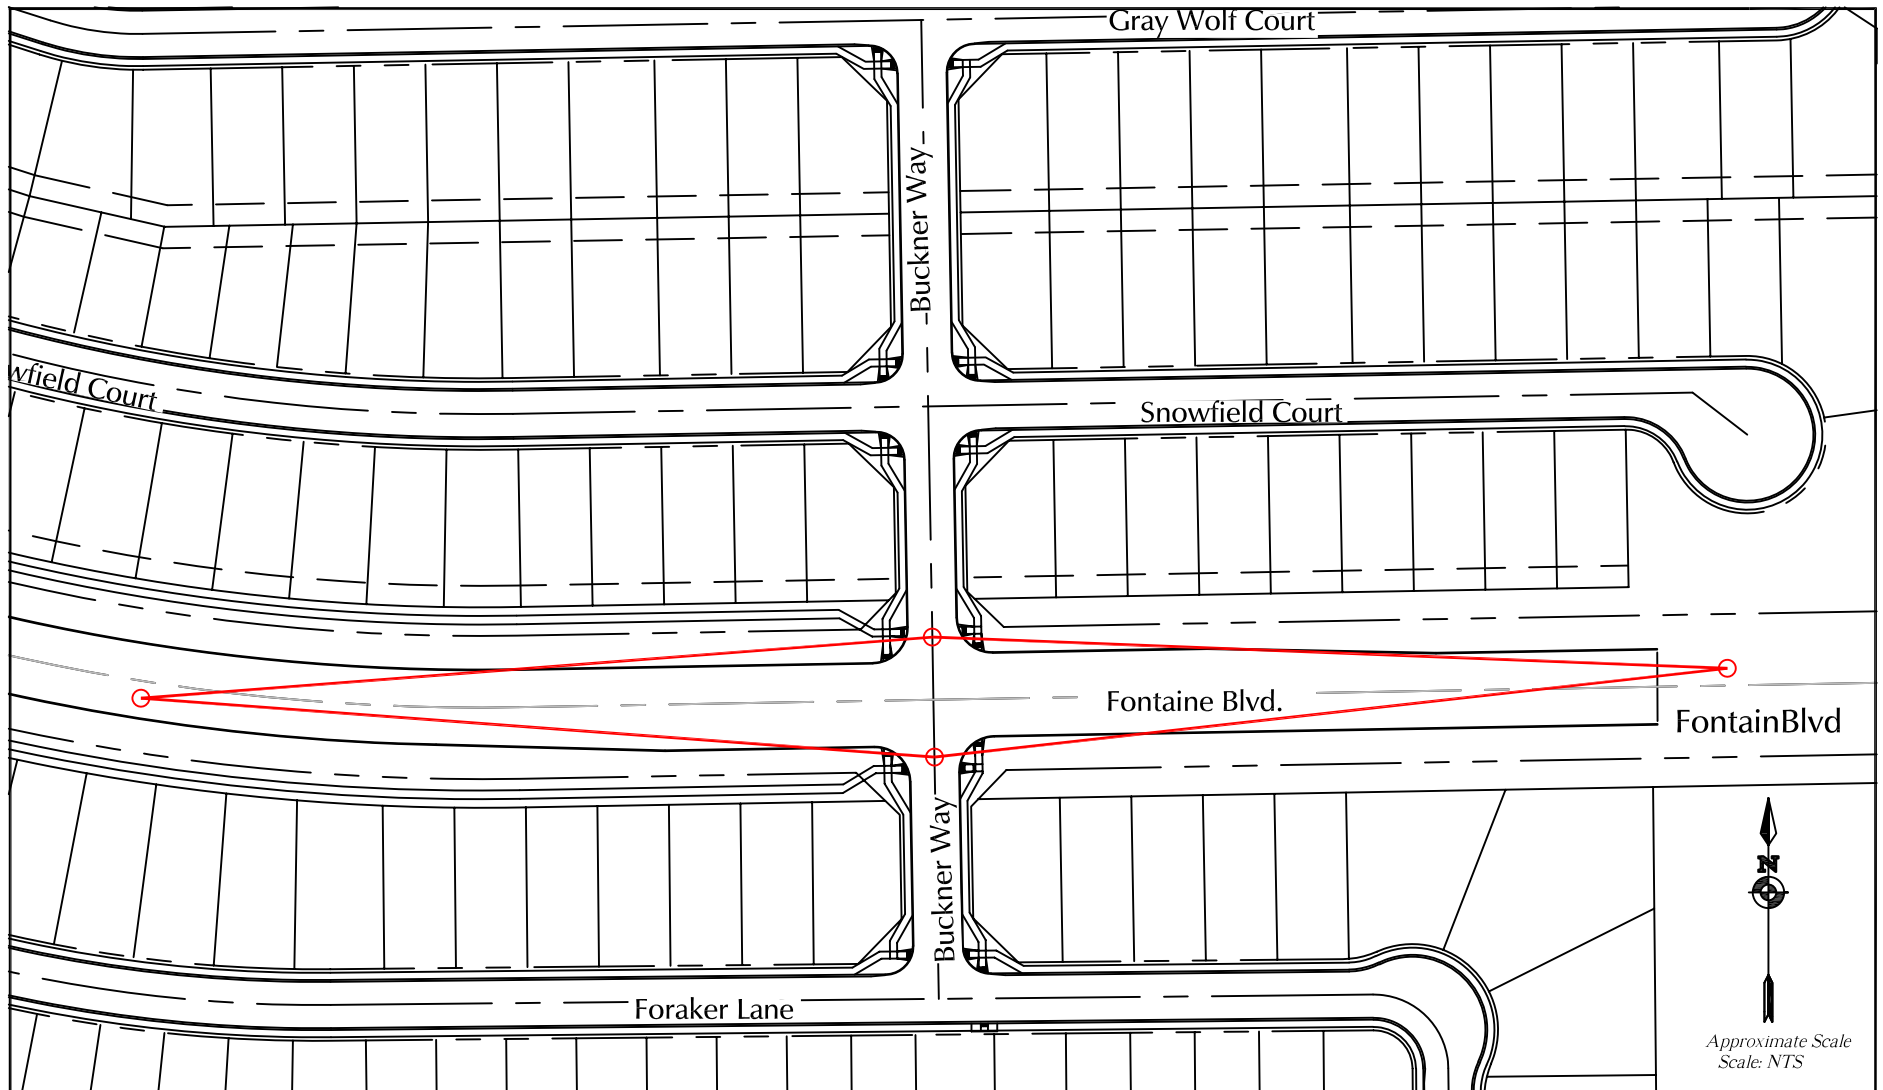 Gray Wolf Court
Buckner Way
wfield Court
Snowfield Court
Fontaine Blvd.
FontainBlvd
Buckner Way
N
Foraker Lane
Approximate Scale
Scale: NTS